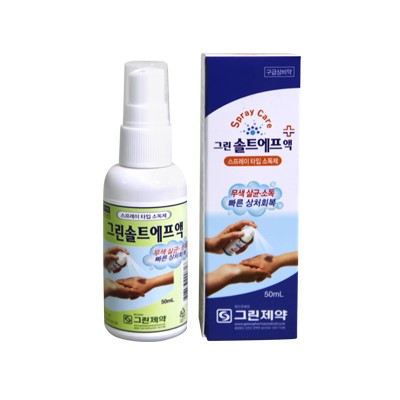 스프레이 타입 소독제
그린솔트에프액
무색 살균·소독
빠른 상처회복
50mL
그린제약
구급상비약
Spray Care
그린 솔트에프액
스프레이 타입 소독제
무색 살균·소독
빠른 상처회복
50mL
그린제약